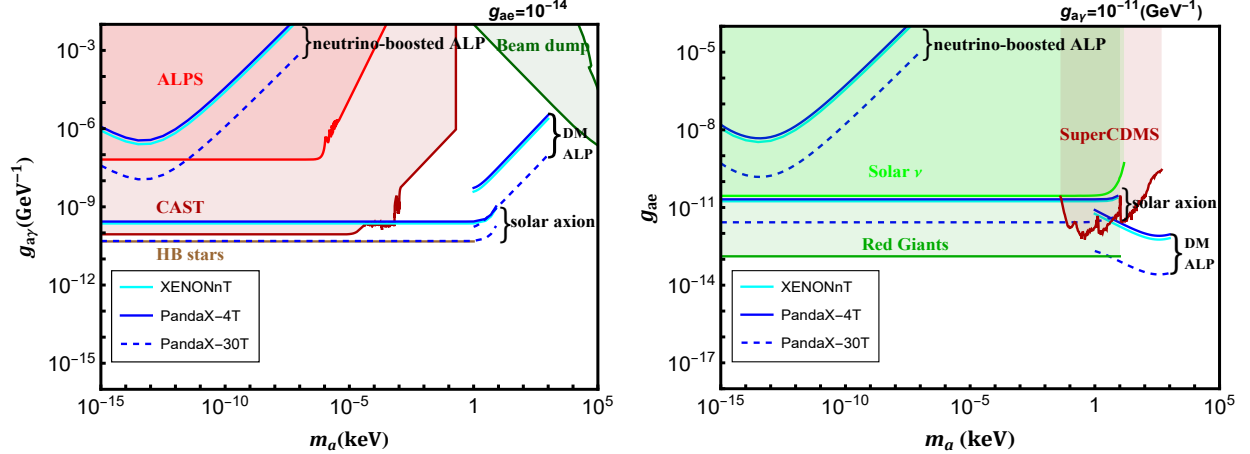 g_ae=10^-14
neutrino-boosted ALP
Beam dump
ALPS
DM
ALP
CAST
solar axion
HB stars
XENONnT
PandaX-4T
PandaX-30T
10^-3
10^-6
10^-9
10^-12
10^-15
g_aγ(GeV^-1)
10^-15
10^-10
10^-5
1
10^5
m_a(keV)
g_aγ=10^-11(GeV^-1)
neutrino-boosted ALP
SuperCDMS
Solar ν
solar axion
Red Giants
DM
ALP
XENONnT
PandaX-4T
PandaX-30T
10^-5
10^-8
10^-11
10^-14
10^-17
g_ae
10^-15
10^-10
10^-5
1
10^5
m_a (keV)